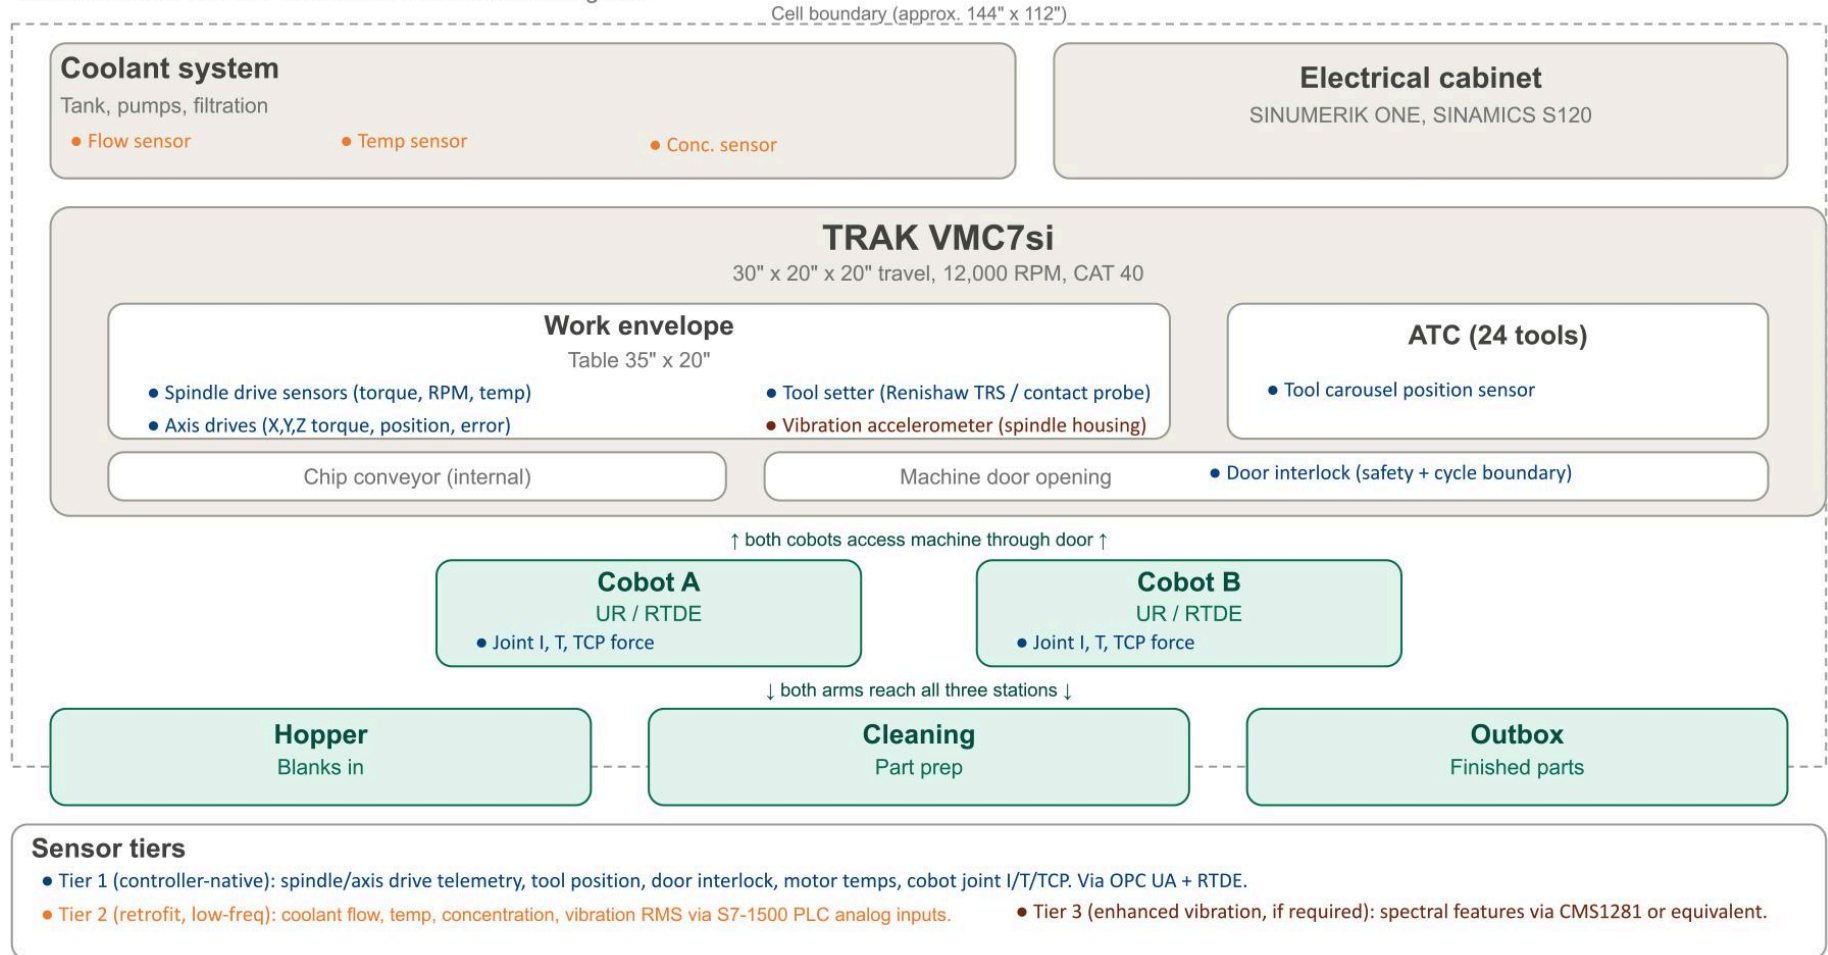 Cell boundary (approx. 144" x 112")
Coolant system
Tank, pumps, filtration
● Flow sensor
● Temp sensor
● Conc. sensor
Electrical cabinet
SINUMERIK ONE, SINAMICS S120
TRAK VMC7si
30" x 20" x 20" travel, 12,000 RPM, CAT 40
Work envelope
Table 35" x 20"
● Spindle drive sensors (torque, RPM, temp)
● Tool setter (Renishaw TRS / contact probe)
● Axis drives (X,Y,Z torque, position, error)
● Vibration accelerometer (spindle housing)
ATC (24 tools)
● Tool carousel position sensor
Chip conveyor (internal)
Machine door opening
● Door interlock (safety + cycle boundary)
↑ both cobots access machine through door ↑
Cobot A
UR / RTDE
● Joint I, T, TCP force
Cobot B
UR / RTDE
● Joint I, T, TCP force
↓ both arms reach all three stations ↓
Hopper
Blanks in
Cleaning
Part prep
Outbox
Finished parts
Sensor tiers
● Tier 1 (controller-native): spindle/axis drive telemetry, tool position, door interlock, motor temps, cobot joint I/T/TCP. Via OPC UA + RTDE.
● Tier 2 (retrofit, low-freq): coolant flow, temp, concentration, vibration RMS via S7-1500 PLC analog inputs.
● Tier 3 (enhanced vibration, if required): spectral features via CMS1281 or equivalent.